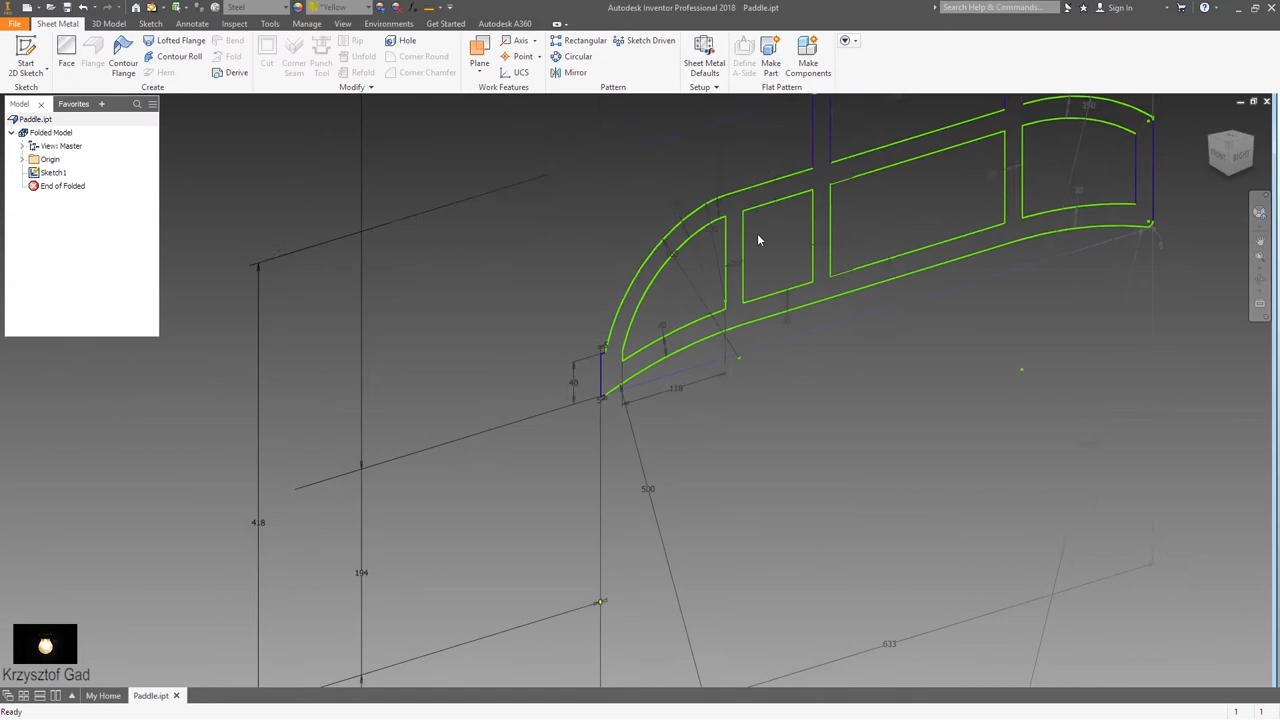 Steel
Yellow
Autodesk Inventor Professional 2018 Paddle.ipt
Search Help & Commands...
Sign In
File Sheet Metal 3D Model Sketch Annotate Inspect Tools Manage View Environments Get Started Autodesk A360
Start
2D Sketch
Face
Flange
Contour
Flange
Lofted Flange
Contour Roll
Hem
Bend
Fold
Derive
Cut
Corner
Seam
Punch
Tool
Rip
Unfold
Refold
Hole
Corner Round
Corner Chamfer
Plane
Axis
Point
UCS
Rectangular
Circular
Mirror
Sketch Driven
Sheet Metal
Defaults
Define
A-Side
Make
Part
Make
Components
Sketch Create Modify Work Features Pattern Setup Flat Pattern
Model Favorites
Paddle.ipt
Folded Model
View: Master
Origin
Sketch1
End of Folded
FRONT RIGHT
250
40
118
500
418
194
633
Krzysztof Gad
My Home Paddle.ipt
Ready 1 1